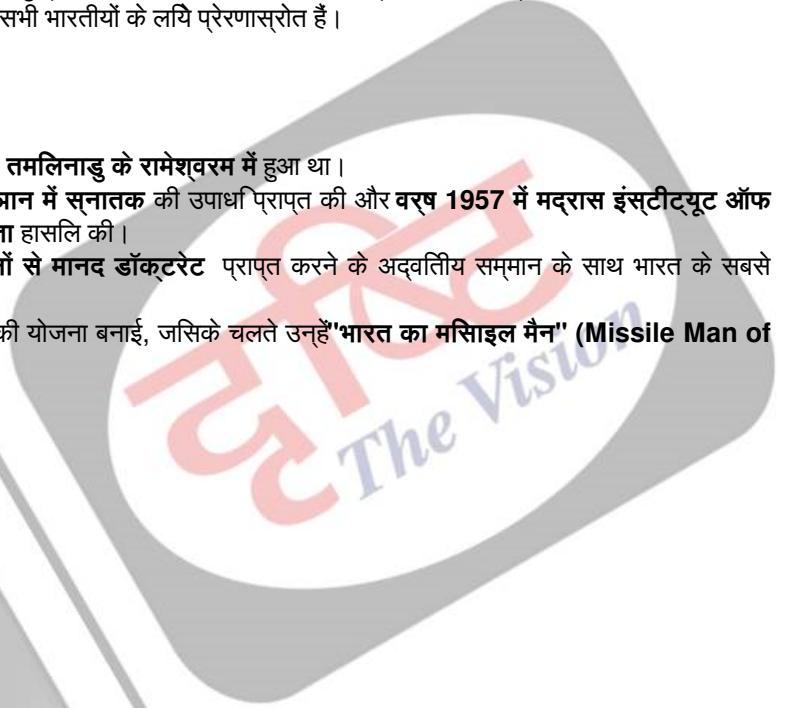 सभी भारतीयों के लिये प्रेरणास्रोत हैं।
तमिलनाडु के रामेश्वरम में हुआ था।
में स्नातक की उपाधि प्राप्त की और वर्ष 1957 में मद्रास इंस्टीट्यूट ऑफ
हासिल की।
से मानद डॉक्टरेट प्राप्त करने के अद्वितीय सम्मान के साथ भारत के सबसे
की योजना बनाई, जिसके चलते उन्हें"भारत का मिसाइल मैन" (Missile Man of
दृष्टि
The Vision